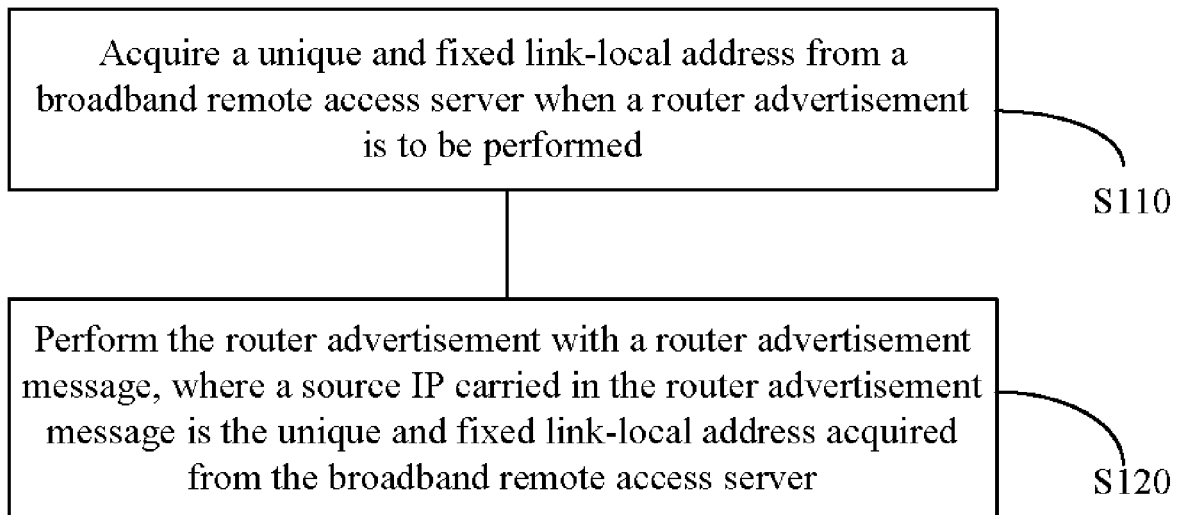 Acquire a unique and fixed link-local address from a
broadband remote access server when a router advertisement
is to be performed
S110
Perform the router advertisement with a router advertisement
message, where a source IP carried in the router advertisement
message is the unique and fixed link-local address acquired
from the broadband remote access server
S120